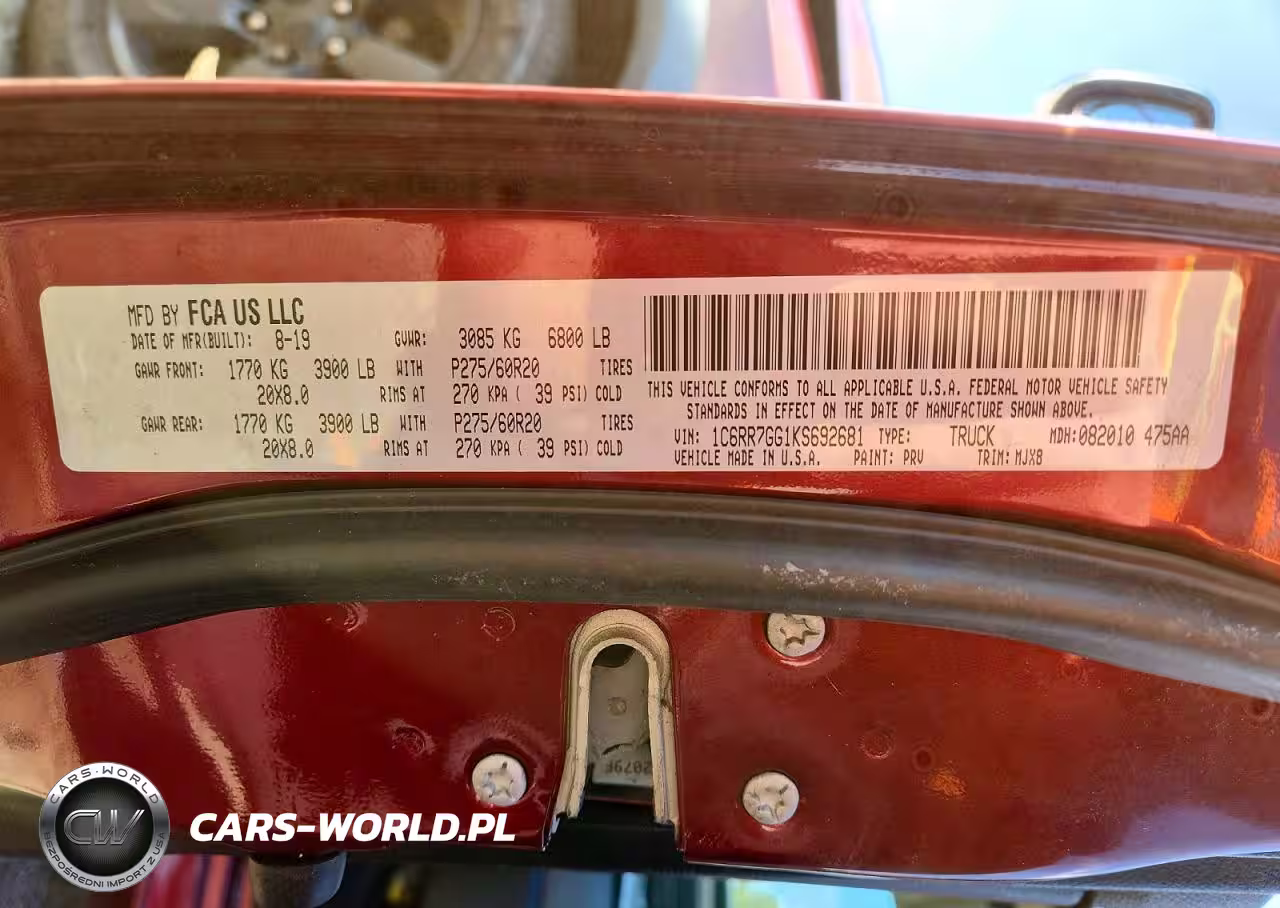 MFD BY FCA US LLC
DATE OF MFR(BUILT): 8-19 GVWR: 3085 KG 6800 LB
GAWR FRONT: 1770 KG 3900 LB WITH P275/60R20 TIRES
20X8.0 RIMS AT 270 KPA ( 39 PSI) COLD
GAWR REAR: 1770 KG 3900 LB WITH P275/60R20 TIRES
20X8.0 RIMS AT 270 KPA ( 39 PSI) COLD
THIS VEHICLE CONFORMS TO ALL APPLICABLE U.S.A. FEDERAL MOTOR VEHICLE SAFETY
STANDARDS IN EFFECT ON THE DATE OF MANUFACTURE SHOWN ABOVE.
VIN: 1C6RR7GG1KS692681 TYPE: TRUCK MDH:082010 475AA
VEHICLE MADE IN U.S.A. PAINT: PRV TRIM: MJX8
CARS-WORLD
CW
BEZPOŚREDNI IMPORT Z USA
CARS-WORLD.PL